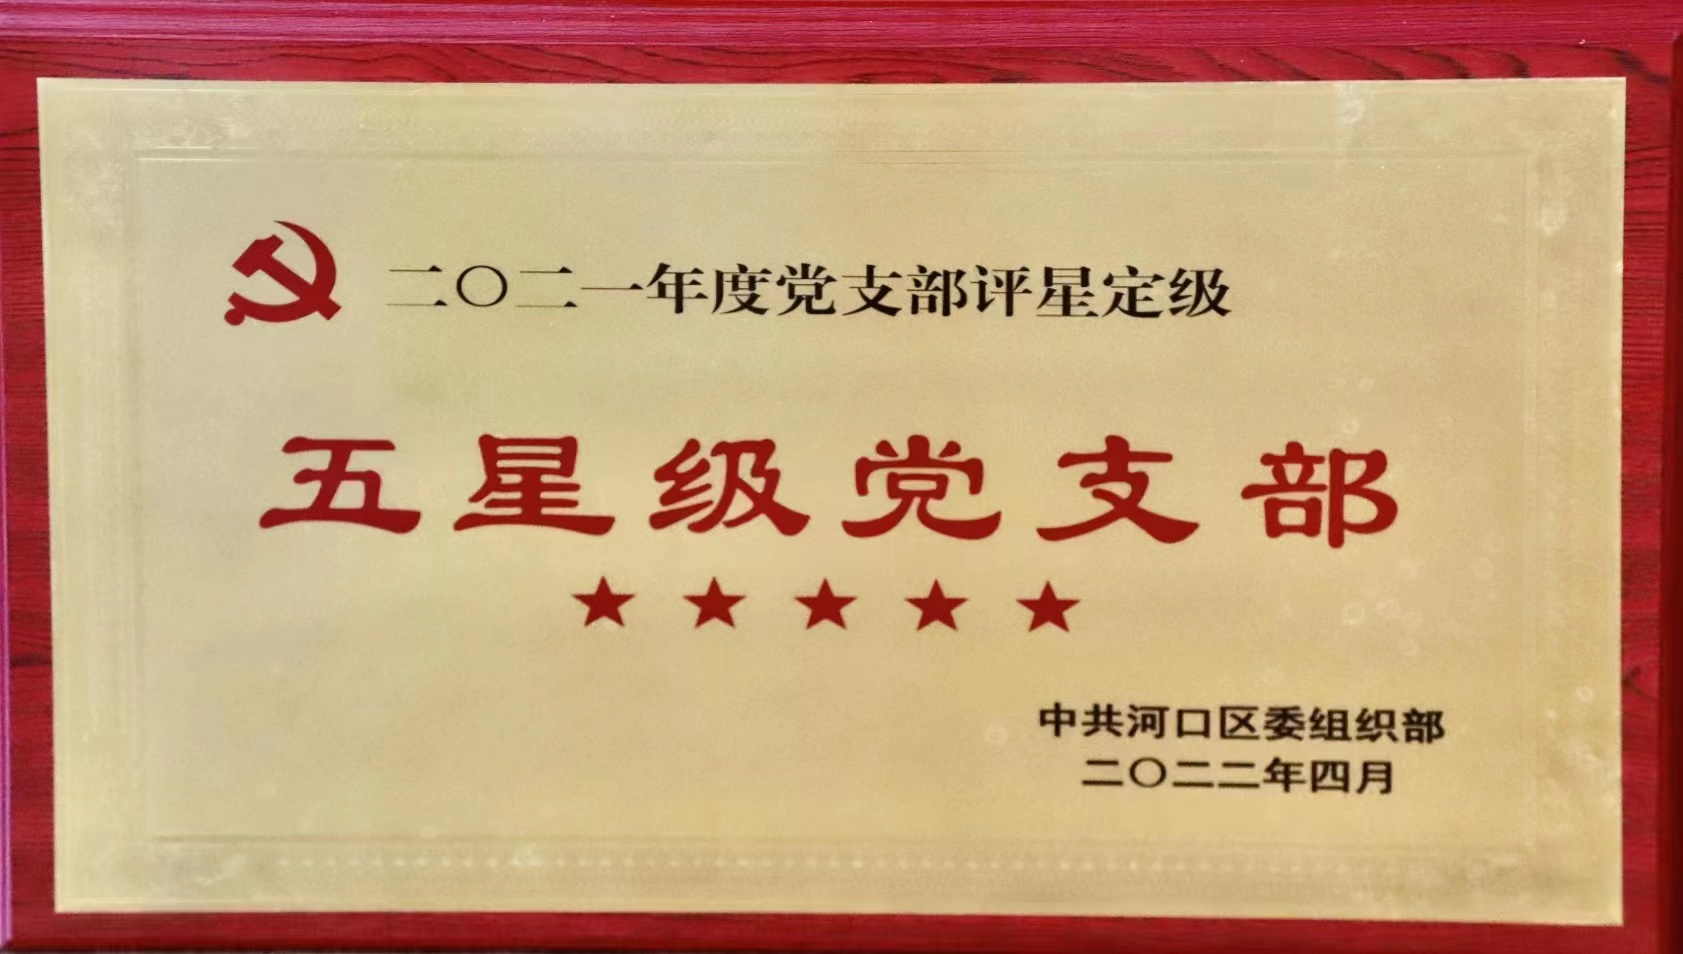 二〇二一年度党支部评星定级
五星级党支部
中共河口区委组织部
二〇二二年四月